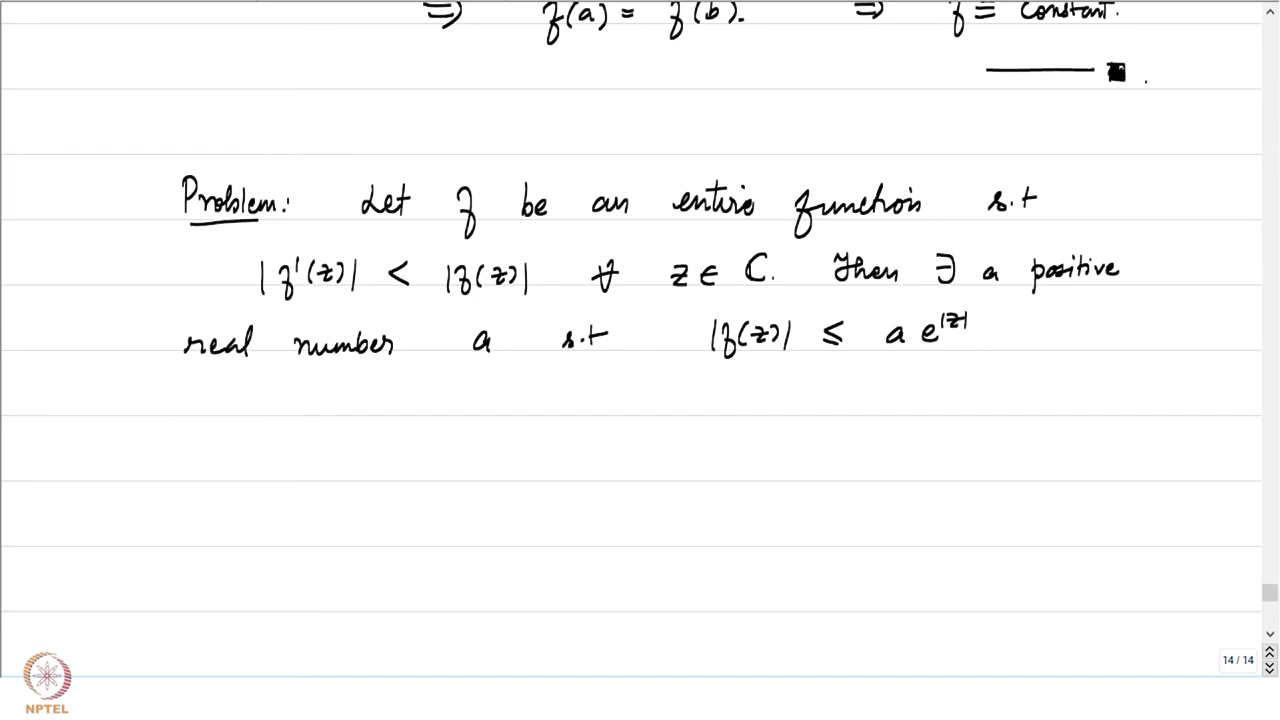 ⇒ f(a) = f(b). ⇒ f ≡ constant.
Problem: Let f be an entire function s.t
|f'(z)| < |f(z)| ∀ z ∈ C. Then ∃ a positive
real number a s.t |f(z)| ≤ a e^|z|
14 / 14
NPTEL